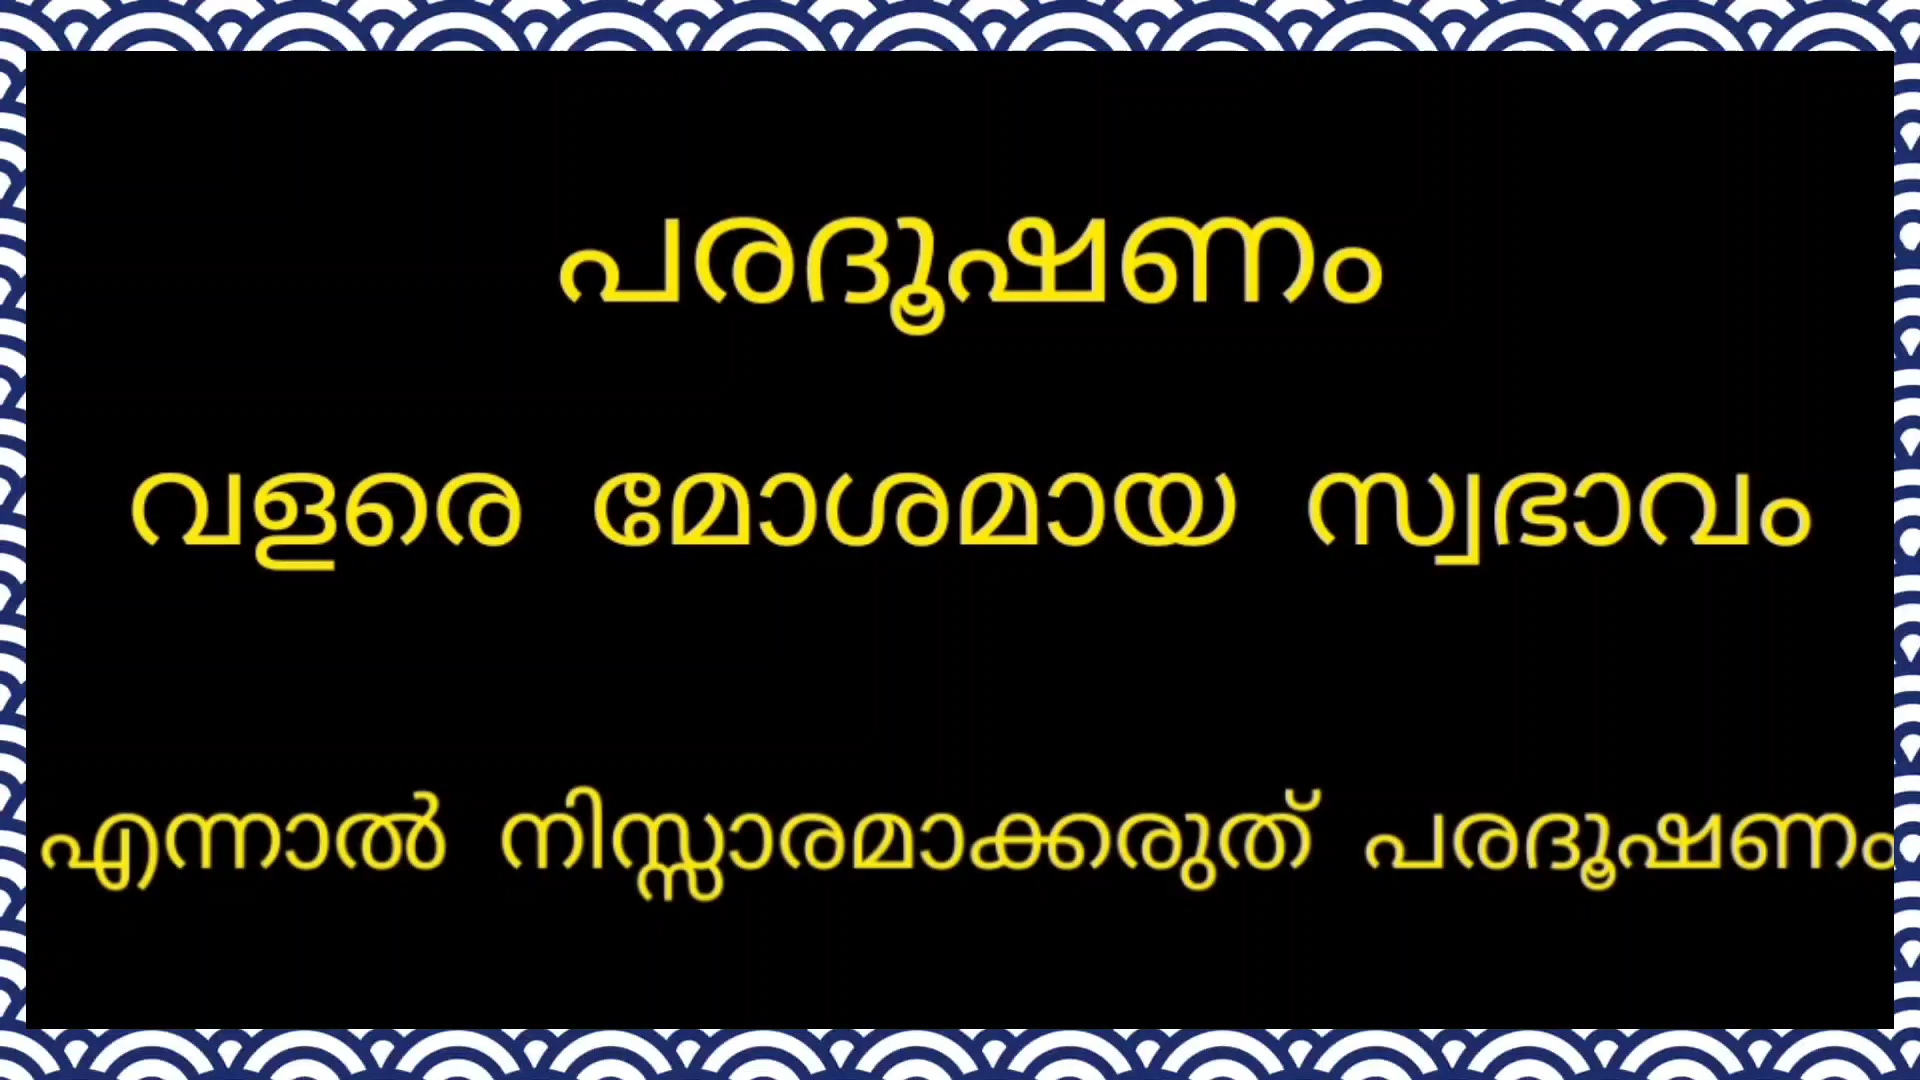 പരദൂഷണം
വളരെ മോശമായ സ്വഭാവം
എന്നാൽ നിസ്സാരമാക്കരുത് പരദൂഷണം